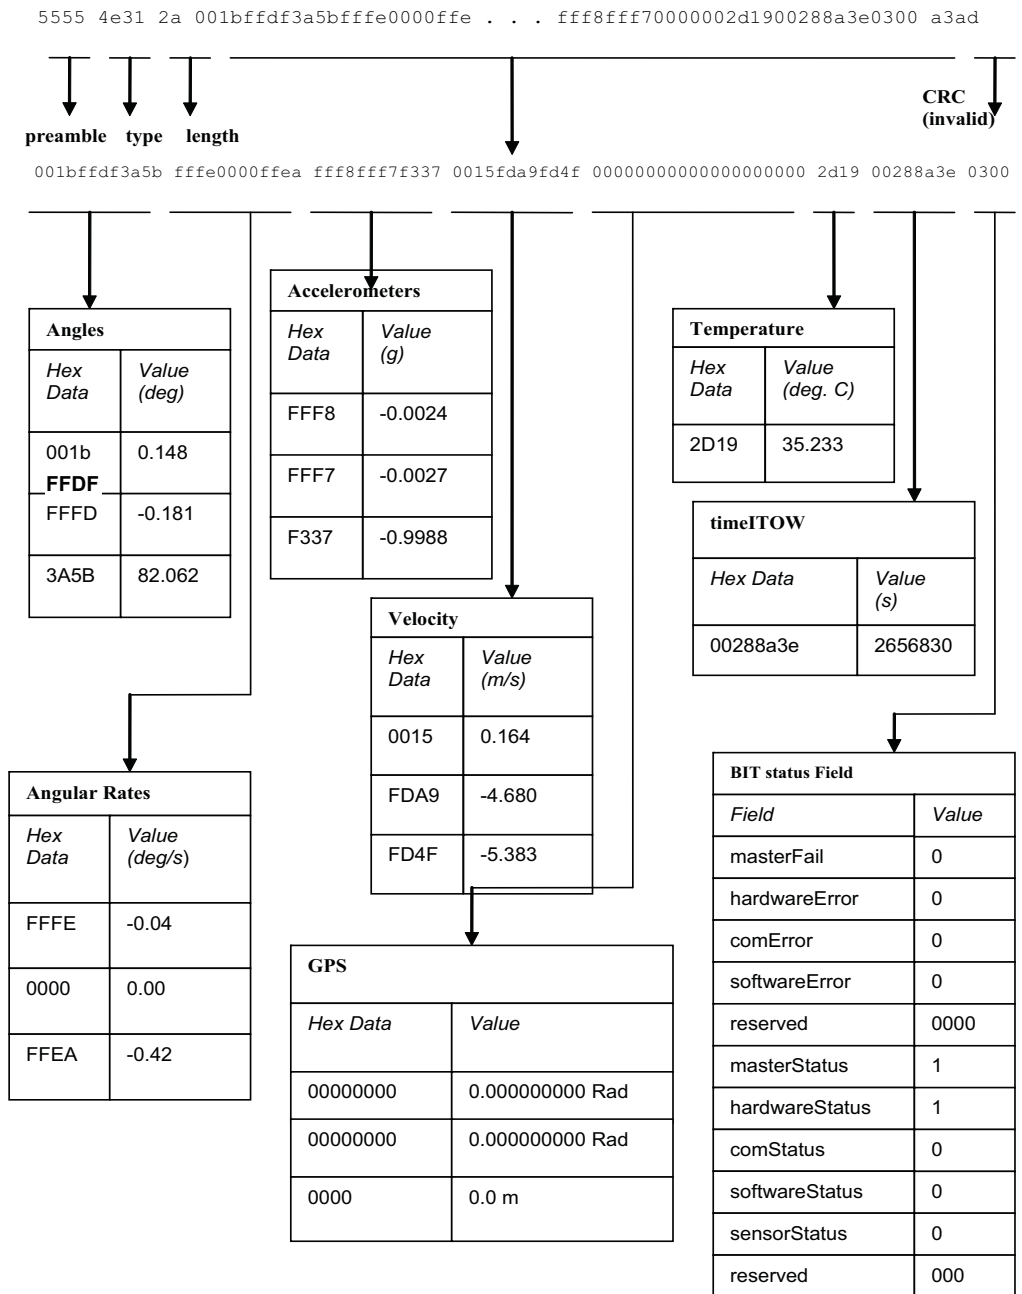 5555 4e31 2a 001bffdf3a5bfffe0000ffe . . . fff8fff70000002d1900288a3e0300 a3ad
preamble type length
CRC
(invalid)
001bffdf3a5b fffe0000ffea fff8fff7f337 0015fda9fd4f 00000000000000000000 2d19 00288a3e 0300
Angles
Hex Data Value (deg)
001b 0.148
FFDF
FFFD -0.181
3A5B 82.062
Accelerometers
Hex Data Value (g)
FFF8 -0.0024
FFF7 -0.0027
F337 -0.9988
Temperature
Hex Data Value (deg. C)
2D19 35.233
timeITOW
Hex Data Value (s)
00288a3e 2656830
Velocity
Hex Data Value (m/s)
0015 0.164
FDA9 -4.680
FD4F -5.383
Angular Rates
Hex Data Value (deg/s)
FFFE -0.04
0000 0.00
FFEA -0.42
GPS
Hex Data Value
00000000 0.000000000 Rad
00000000 0.000000000 Rad
0000 0.0 m
BIT status Field
Field Value
masterFail 0
hardwareError 0
comError 0
softwareError 0
reserved 0000
masterStatus 1
hardwareStatus 1
comStatus 0
softwareStatus 0
sensorStatus 0
reserved 000